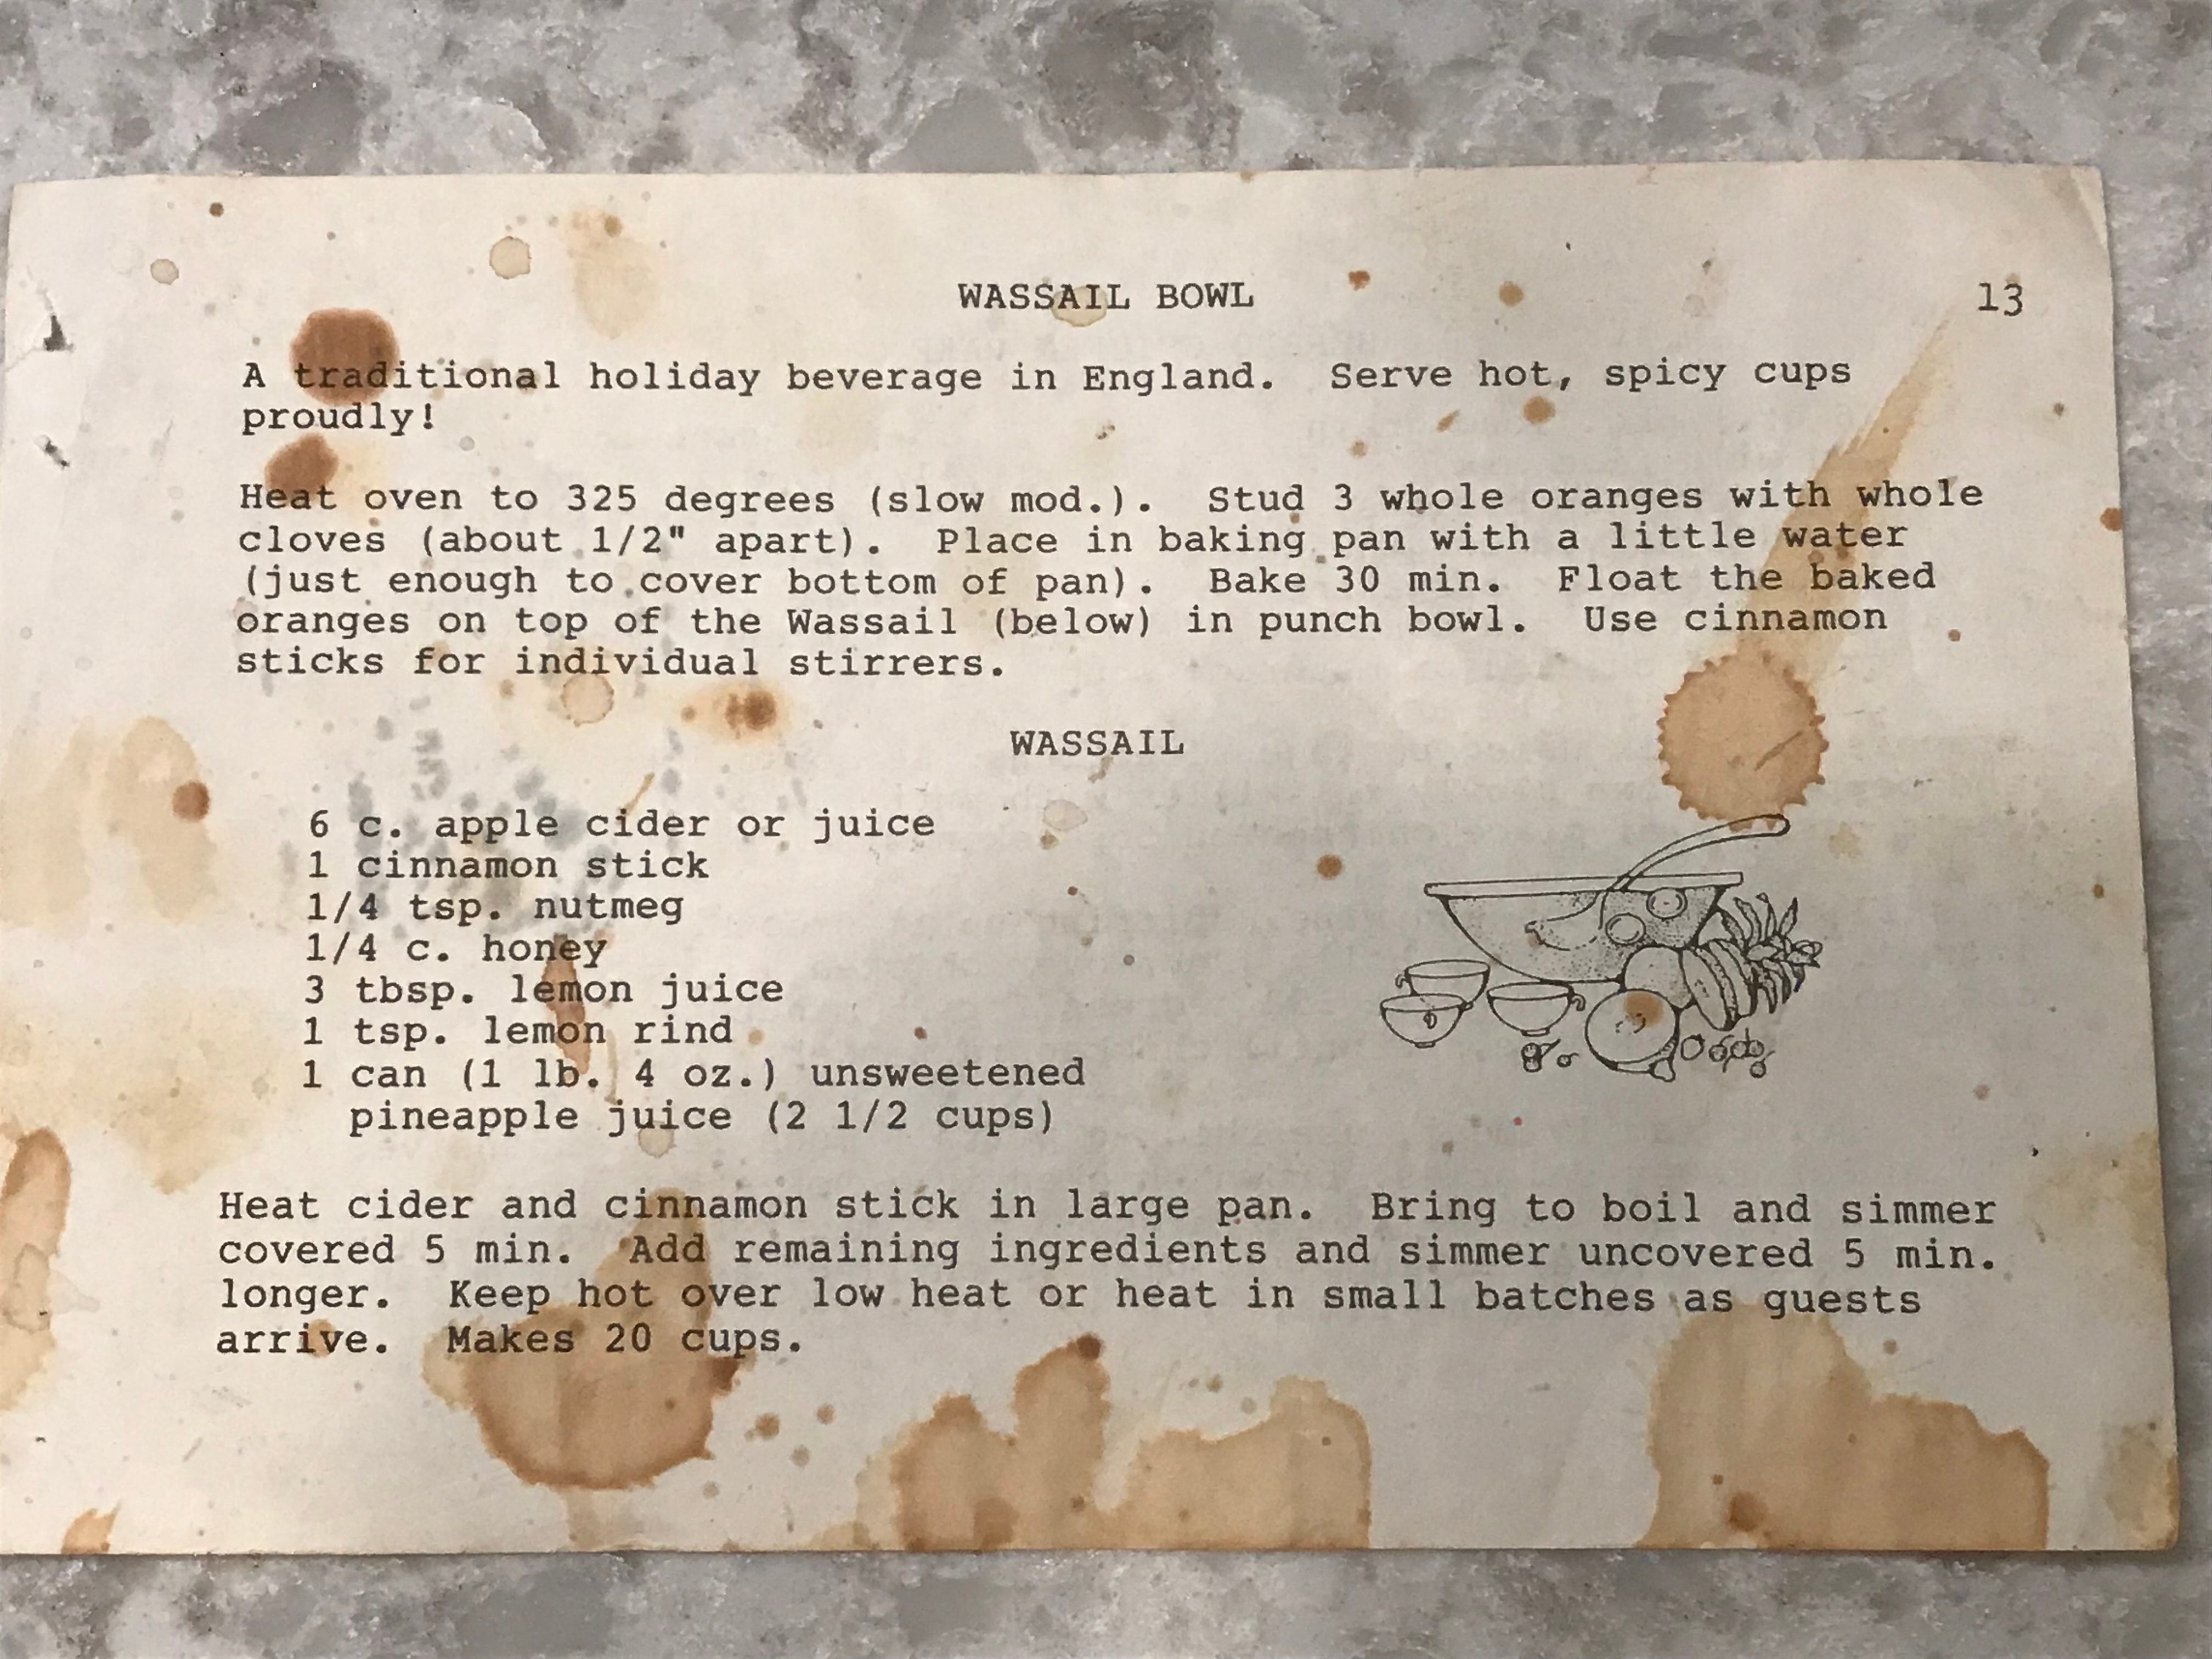 WASSAIL BOWL 13
A traditional holiday beverage in England. Serve hot, spicy cups
proudly!
Heat oven to 325 degrees (slow mod.). Stud 3 whole oranges with whole
cloves (about 1/2" apart). Place in baking pan with a little water
(just enough to cover bottom of pan). Bake 30 min. Float the baked
oranges on top of the Wassail (below) in punch bowl. Use cinnamon
sticks for individual stirrers.
WASSAIL
6 c. apple cider or juice
1 cinnamon stick
1/4 tsp. nutmeg
1/4 c. honey
3 tbsp. lemon juice
1 tsp. lemon rind
1 can (1 lb. 4 oz.) unsweetened
pineapple juice (2 1/2 cups)
Heat cider and cinnamon stick in large pan. Bring to boil and simmer
covered 5 min. Add remaining ingredients and simmer uncovered 5 min.
longer. Keep hot over low heat or heat in small batches as guests
arrive. Makes 20 cups.